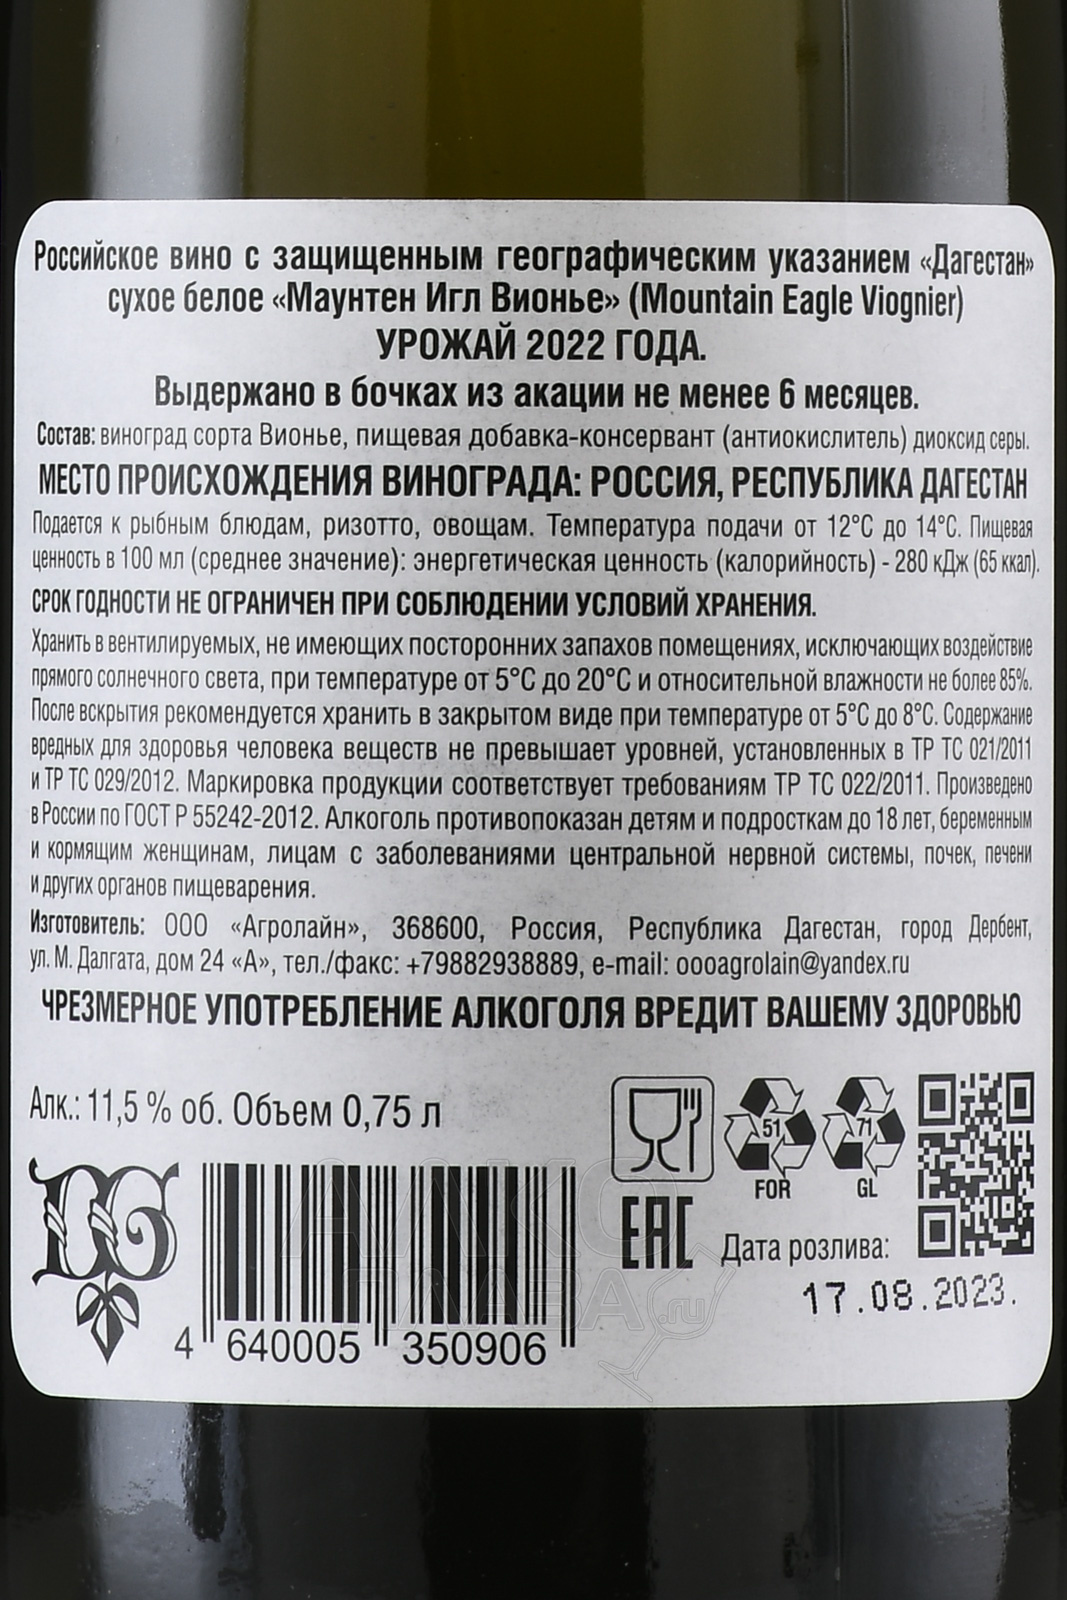 Российское вино с защищенным географическим указанием «Дагестан»
сухое белое «Маунтен Игл Вионье» (Mountain Eagle Viognier)
УРОЖАЙ 2022 ГОДА.
Выдержано в бочках из акации не менее 6 месяцев.
Состав: виноград сорта Вионье, пищевая добавка-консервант (антиокислитель) диоксид серы.
МЕСТО ПРОИСХОЖДЕНИЯ ВИНОГРАДА: РОССИЯ, РЕСПУБЛИКА ДАГЕСТАН
Подается к рыбным блюдам, ризотто, овощам. Температура подачи от 12°С до 14°С. Пищевая
ценность в 100 мл (среднее значение): энергетическая ценность (калорийность) - 280 кДж (65 ккал).
СРОК ГОДНОСТИ НЕ ОГРАНИЧЕН ПРИ СОБЛЮДЕНИИ УСЛОВИЙ ХРАНЕНИЯ.
Хранить в вентилируемых, не имеющих посторонних запахов помещениях, исключающих воздействие
прямого солнечного света, при температуре от 5°С до 20°С и относительной влажности не более 85%.
После вскрытия рекомендуется хранить в закрытом виде при температуре от 5°С до 8°С. Содержание
вредных для здоровья человека веществ не превышает уровней, установленных в ТР ТС 021/2011
и ТР ТС 029/2012. Маркировка продукции соответствует требованиям ТР ТС 022/2011. Произведено
в России по ГОСТ Р 55242-2012. Алкоголь противопоказан детям и подросткам до 18 лет, беременным
и кормящим женщинам, лицам с заболеваниями центральной нервной системы, почек, печени
и других органов пищеварения.
Изготовитель: ООО «Агролайн», 368600, Россия, Республика Дагестан, город Дербент,
ул. М. Далгата, дом 24 «А», тел./факс: +79882938889, e-mail: oooagrolain@yandex.ru
ЧРЕЗМЕРНОЕ УПОТРЕБЛЕНИЕ АЛКОГОЛЯ ВРЕДИТ ВАШЕМУ ЗДОРОВЬЮ
Алк.: 11,5 % об. Объем 0,75 л
51 71
FOR GL
ЕАС
Дата розлива:
17.08.2023.
DG
4 640005 350906
АЛКО
ПЛАВА.ru